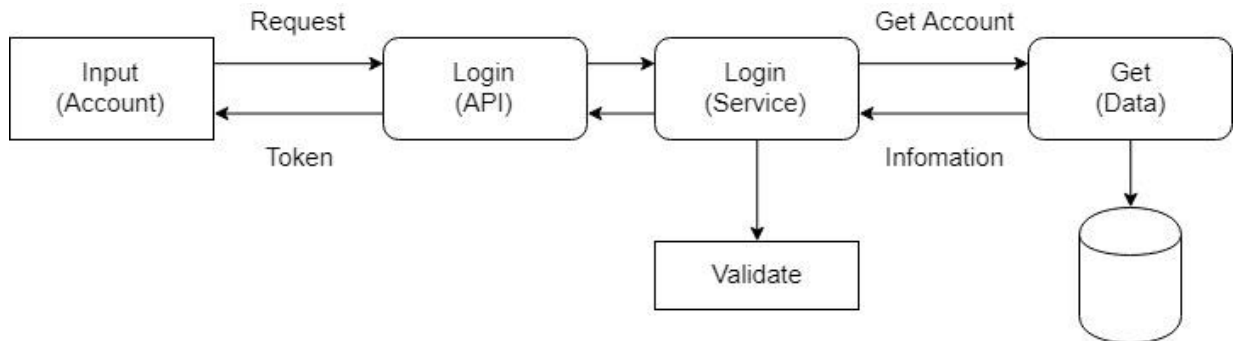 Request
Get Account
Input
(Account)
Login
(API)
Login
(Service)
Get
(Data)
Token
Infomation
Validate